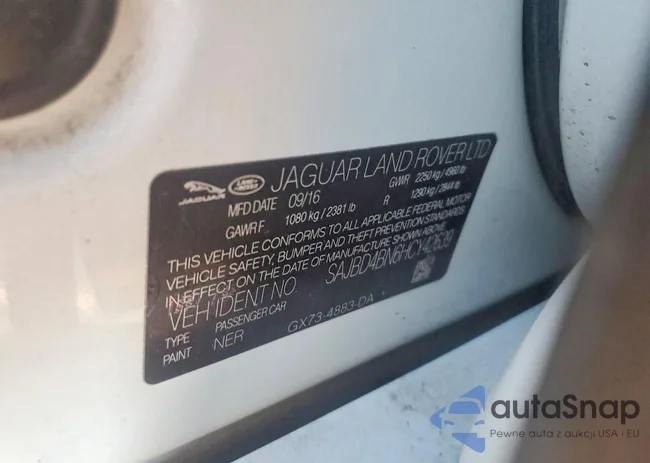 JAGUAR LAND-ROVER JAGUAR LAND ROVER LTD
MFD DATE 09/16 GVWR 2250 kg / 4960 lb
GAWR F. 1080 kg / 2381 lb R 1290 kg / 2844 lb
THIS VEHICLE CONFORMS TO ALL APPLICABLE FEDERAL MOTOR
VEHICLE SAFETY, BUMPER AND THEFT PREVENTION STANDARDS
IN EFFECT ON THE DATE OF MANUFACTURE SHOWN ABOVE.
VEH IDENT NO. SAJBD4BN6HCY42639
TYPE PASSENGER CAR
PAINT NER GX73-4883-DA
autaSnap
Pewne auta z aukcji USA i EU